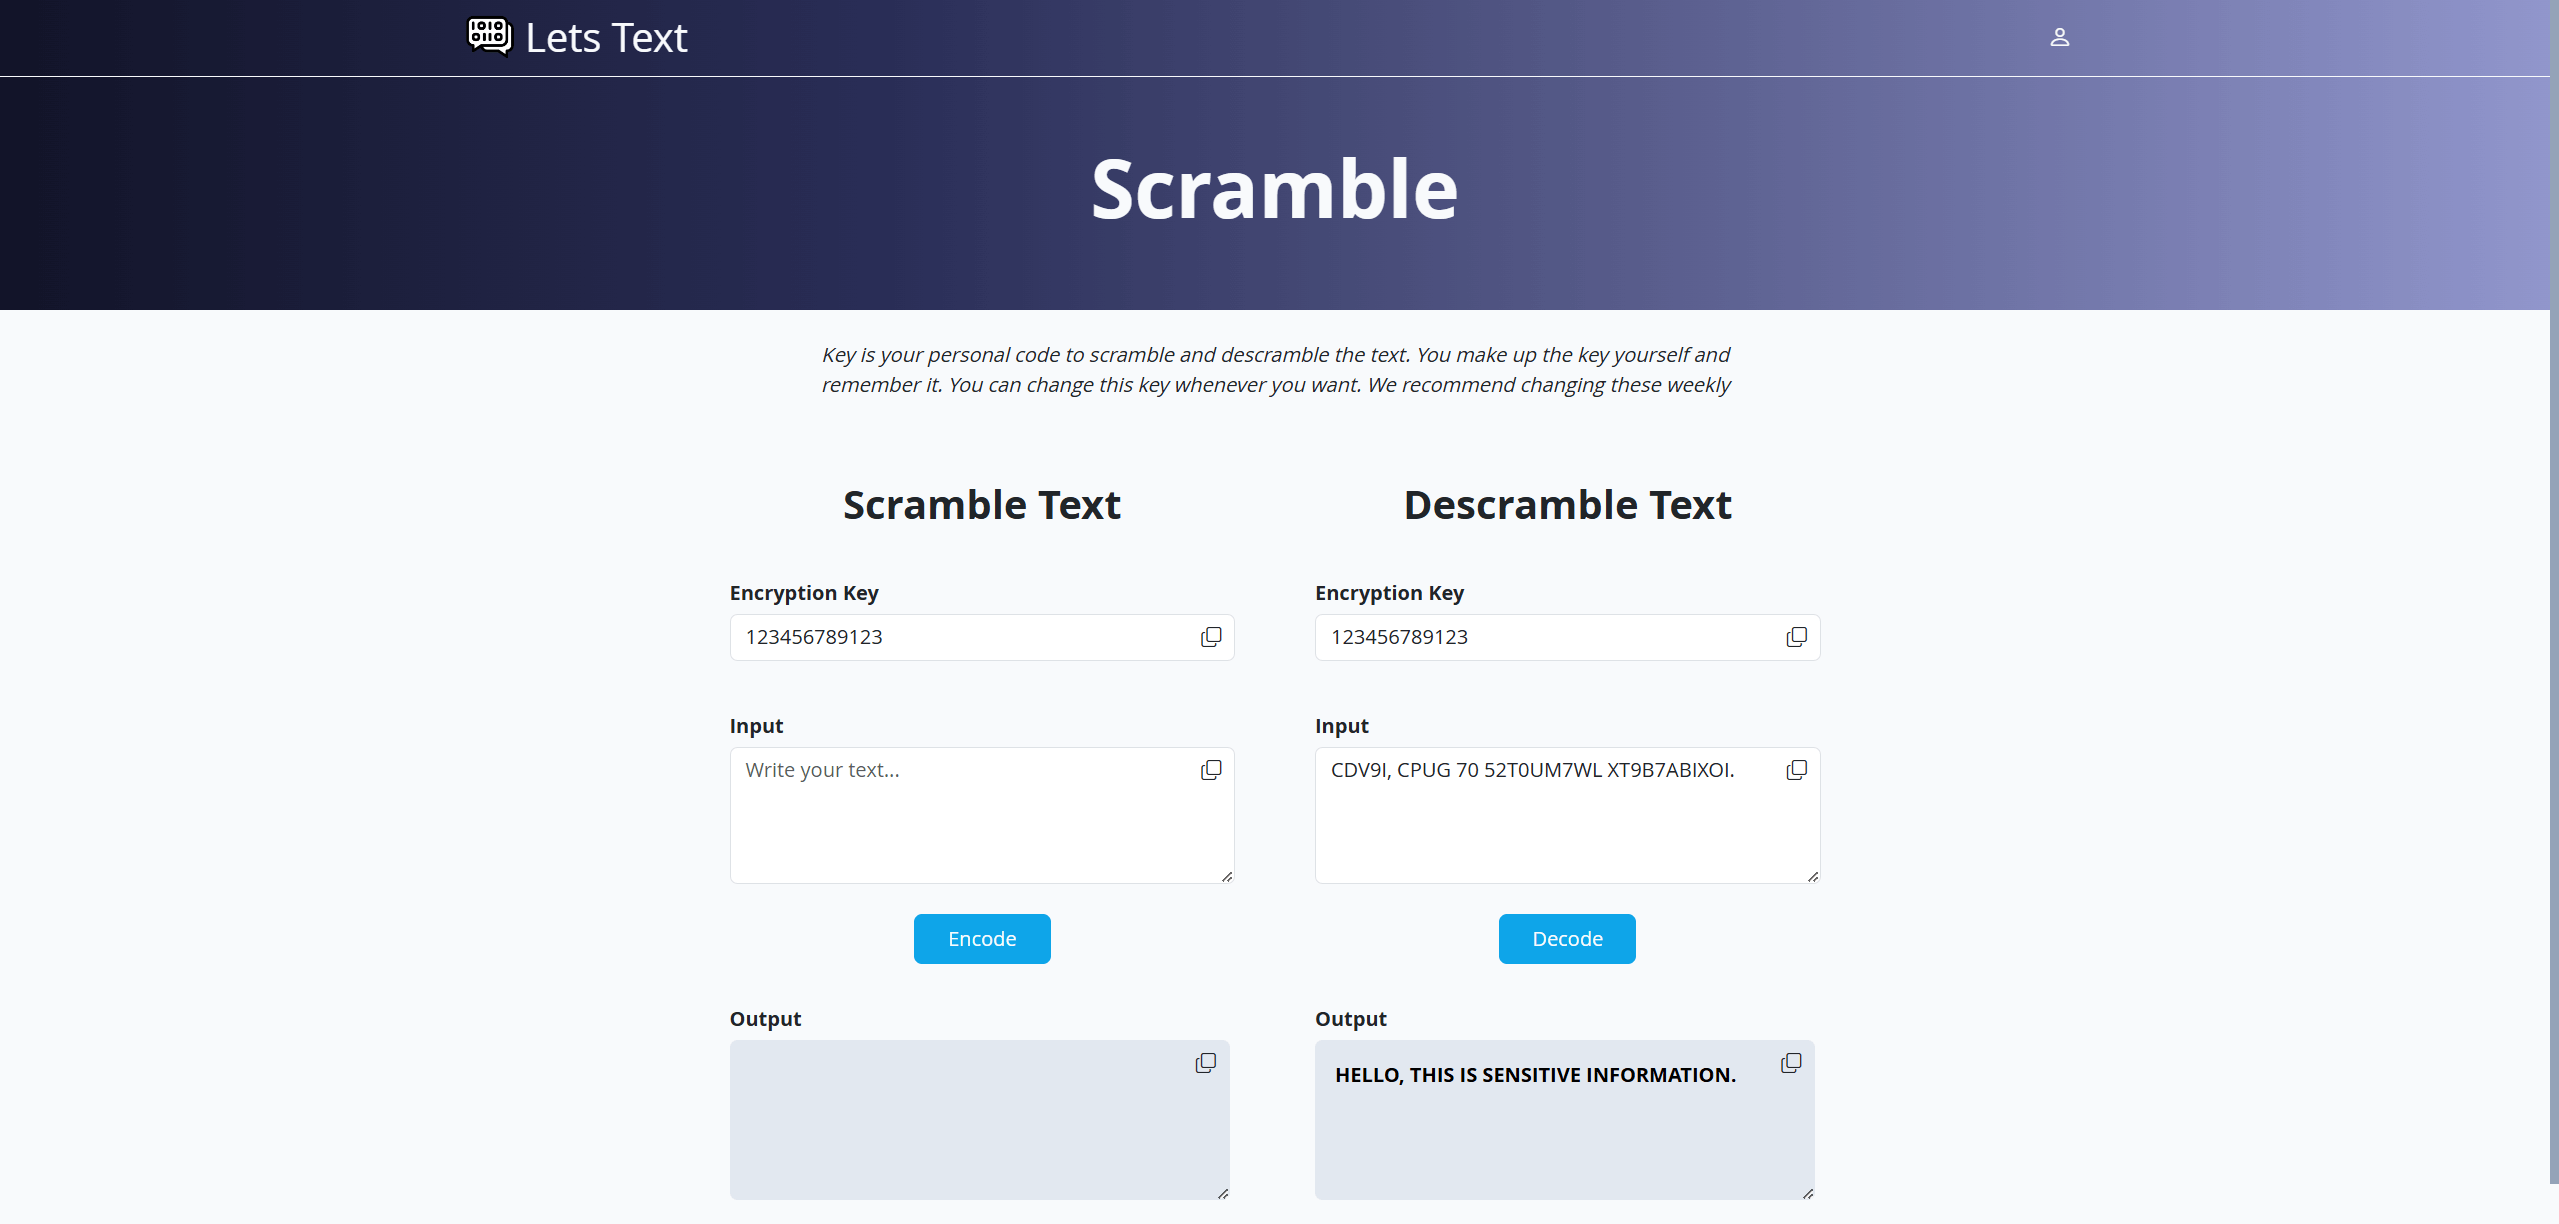 Lets Text
Scramble
Key is your personal code to scramble and descramble the text. You make up the key yourself and
remember it. You can change this key whenever you want. We recommend changing these weekly
Scramble Text
Encryption Key
123456789123
Input
Write your text...
Encode
Output
Descramble Text
Encryption Key
123456789123
Input
CDV9I, CPUG 70 52T0UM7WL XT9B7ABIXOI.
Decode
Output
HELLO, THIS IS SENSITIVE INFORMATION.